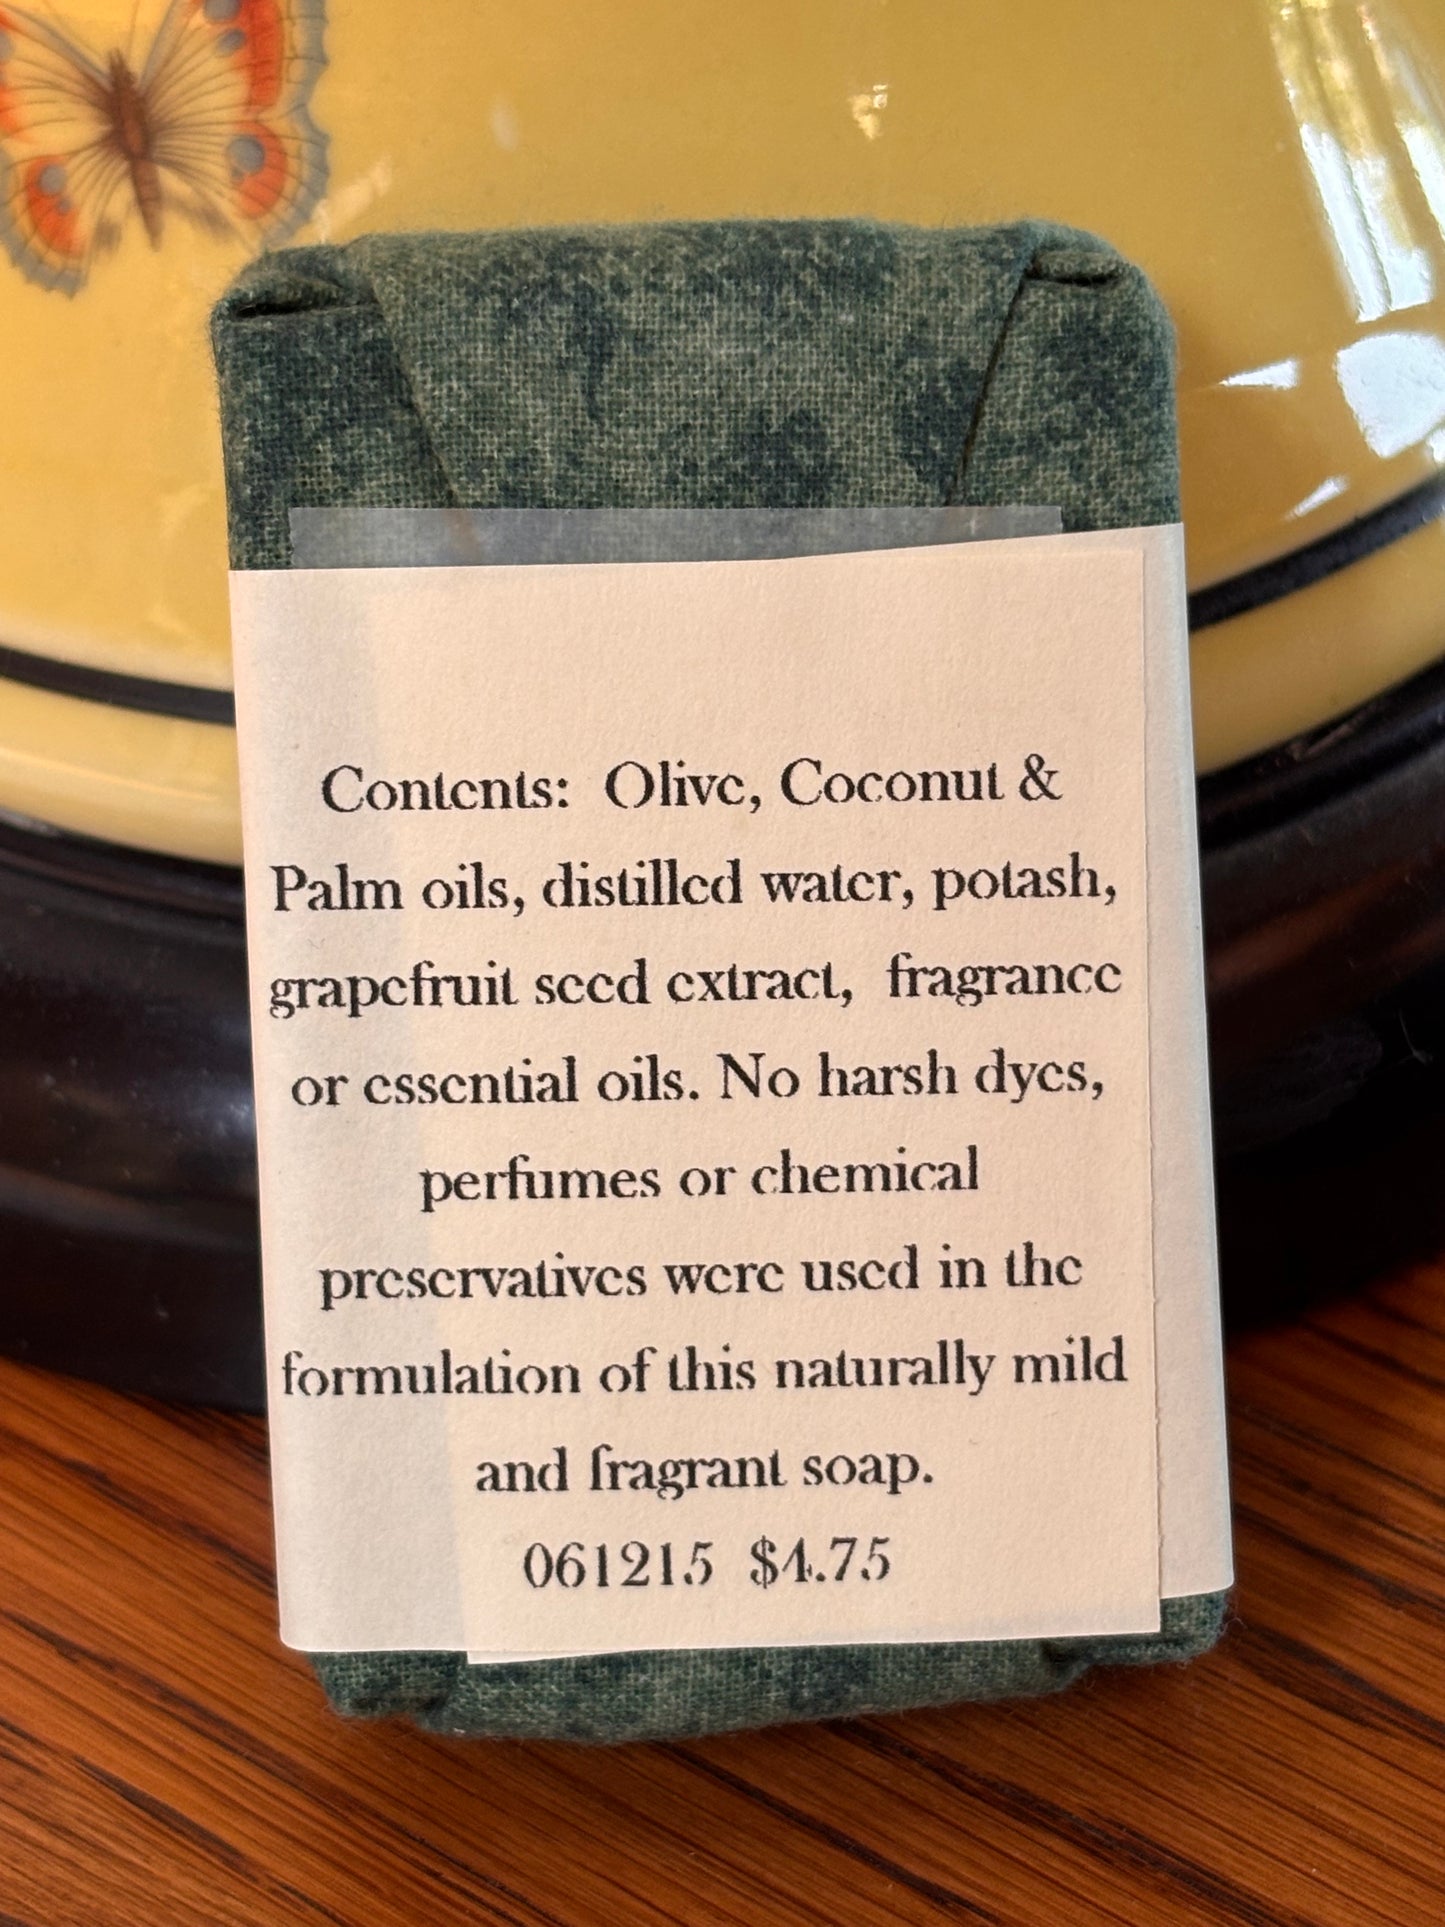 Contents:  Olive, Coconut &
Palm oils, distilled water, potash,
grapefruit seed extract,  fragrance
or essential oils. No harsh dyes,
perfumes or chemical
preservatives were used in the
formulation of this naturally mild
and fragrant soap.
061215  $4.75